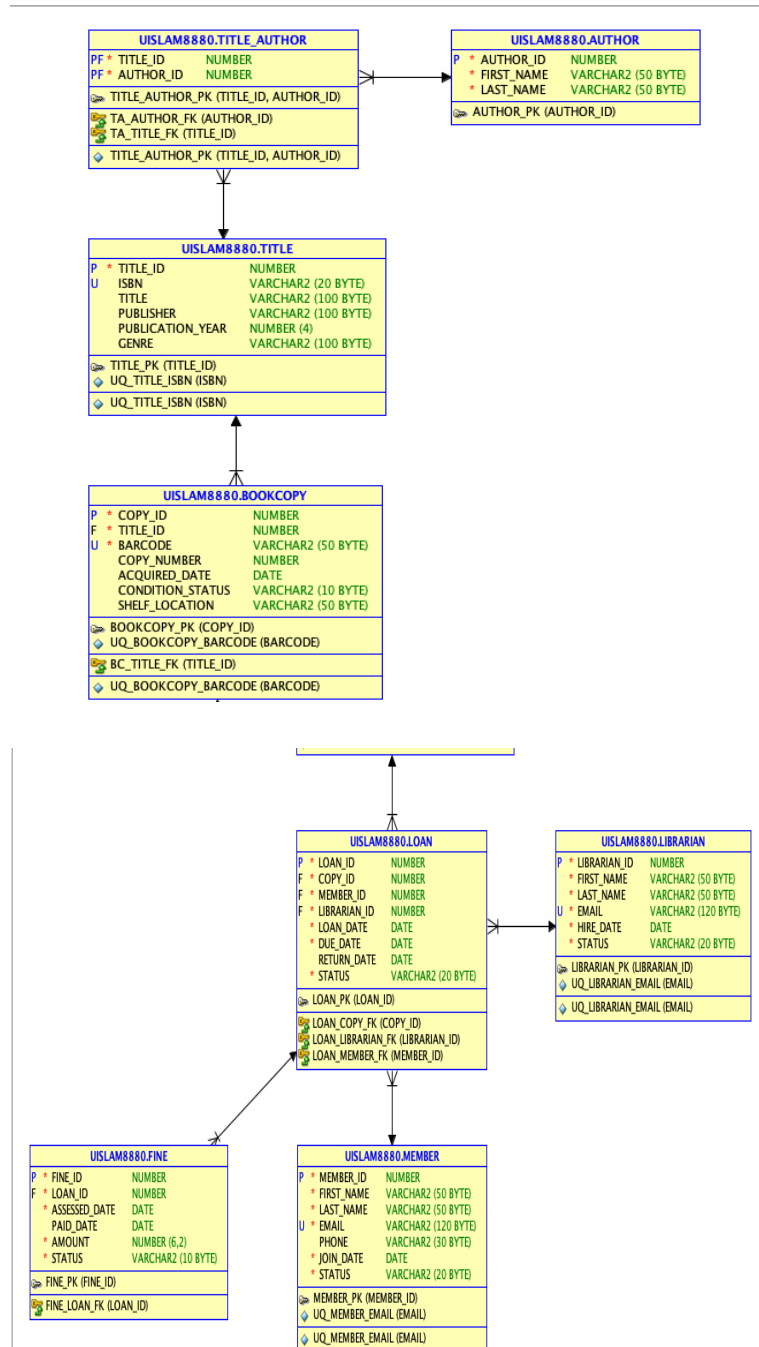 UISLAM8880.TITLE_AUTHOR
PF * TITLE_ID NUMBER
PF * AUTHOR_ID NUMBER
TITLE_AUTHOR_PK (TITLE_ID, AUTHOR_ID)
TA_AUTHOR_FK (AUTHOR_ID)
TA_TITLE_FK (TITLE_ID)
TITLE_AUTHOR_PK (TITLE_ID, AUTHOR_ID)
UISLAM8880.AUTHOR
P * AUTHOR_ID NUMBER
* FIRST_NAME VARCHAR2 (50 BYTE)
* LAST_NAME VARCHAR2 (50 BYTE)
AUTHOR_PK (AUTHOR_ID)
UISLAM8880.TITLE
P * TITLE_ID NUMBER
U ISBN VARCHAR2 (20 BYTE)
TITLE VARCHAR2 (100 BYTE)
PUBLISHER VARCHAR2 (100 BYTE)
PUBLICATION_YEAR NUMBER (4)
GENRE VARCHAR2 (100 BYTE)
TITLE_PK (TITLE_ID)
UQ_TITLE_ISBN (ISBN)
UQ_TITLE_ISBN (ISBN)
UISLAM8880.BOOKCOPY
P * COPY_ID NUMBER
F * TITLE_ID NUMBER
U * BARCODE VARCHAR2 (50 BYTE)
COPY_NUMBER NUMBER
ACQUIRED_DATE DATE
CONDITION_STATUS VARCHAR2 (10 BYTE)
SHELF_LOCATION VARCHAR2 (50 BYTE)
BOOKCOPY_PK (COPY_ID)
UQ_BOOKCOPY_BARCODE (BARCODE)
BC_TITLE_FK (TITLE_ID)
UQ_BOOKCOPY_BARCODE (BARCODE)
UISLAM8880.LOAN
P * LOAN_ID NUMBER
F * COPY_ID NUMBER
F * MEMBER_ID NUMBER
F * LIBRARIAN_ID NUMBER
* LOAN_DATE DATE
* DUE_DATE DATE
RETURN_DATE DATE
* STATUS VARCHAR2 (20 BYTE)
LOAN_PK (LOAN_ID)
LOAN_COPY_FK (COPY_ID)
LOAN_LIBRARIAN_FK (LIBRARIAN_ID)
LOAN_MEMBER_FK (MEMBER_ID)
UISLAM8880.LIBRARIAN
P * LIBRARIAN_ID NUMBER
* FIRST_NAME VARCHAR2 (50 BYTE)
* LAST_NAME VARCHAR2 (50 BYTE)
U * EMAIL VARCHAR2 (120 BYTE)
* HIRE_DATE DATE
* STATUS VARCHAR2 (20 BYTE)
LIBRARIAN_PK (LIBRARIAN_ID)
UQ_LIBRARIAN_EMAIL (EMAIL)
UQ_LIBRARIAN_EMAIL (EMAIL)
UISLAM8880.FINE
P * FINE_ID NUMBER
F * LOAN_ID NUMBER
* ASSESSED_DATE DATE
PAID_DATE DATE
* AMOUNT NUMBER (6,2)
* STATUS VARCHAR2 (10 BYTE)
FINE_PK (FINE_ID)
FINE_LOAN_FK (LOAN_ID)
UISLAM8880.MEMBER
P * MEMBER_ID NUMBER
* FIRST_NAME VARCHAR2 (50 BYTE)
* LAST_NAME VARCHAR2 (50 BYTE)
U * EMAIL VARCHAR2 (120 BYTE)
PHONE VARCHAR2 (30 BYTE)
* JOIN_DATE DATE
* STATUS VARCHAR2 (20 BYTE)
MEMBER_PK (MEMBER_ID)
UQ_MEMBER_EMAIL (EMAIL)
UQ_MEMBER_EMAIL (EMAIL)